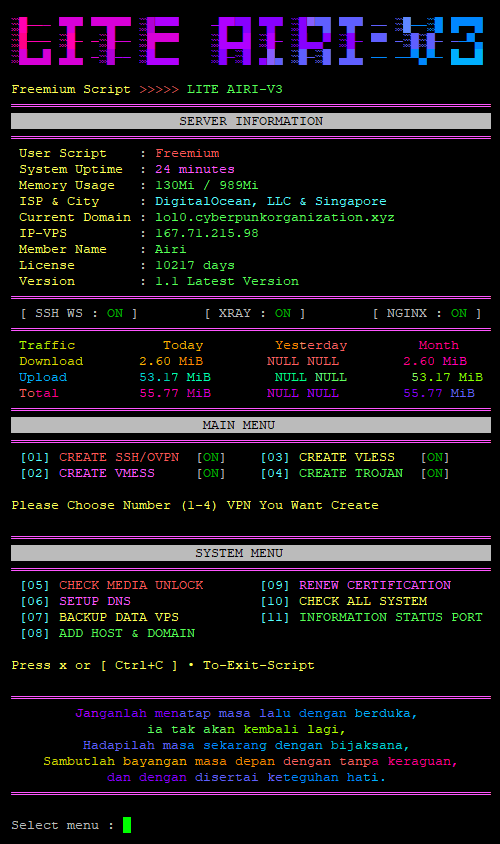 LITE AIRI-V3
Freemium Script >>>>> LITE AIRI-V3
SERVER INFORMATION
User Script : Freemium
System Uptime : 24 minutes
Memory Usage : 130Mi / 989Mi
ISP & City : DigitalOcean, LLC & Singapore
Current Domain : lol0.cyberpunkorganization.xyz
IP-VPS : 167.71.215.98
Member Name : Airi
License : 10217 days
Version : 1.1 Latest Version
[ SSH WS : ON ] [ XRAY : ON ] [ NGINX : ON ]
Traffic Today Yesterday Month
Download 2.60 MiB NULL NULL 2.60 MiB
Upload 53.17 MiB NULL NULL 53.17 MiB
Total 55.77 MiB NULL NULL 55.77 MiB
MAIN MENU
[01] CREATE SSH/OVPN [ON] [03] CREATE VLESS [ON]
[02] CREATE VMESS [ON] [04] CREATE TROJAN [ON]
Please Choose Number (1-4) VPN You Want Create
SYSTEM MENU
[05] CHECK MEDIA UNLOCK [09] RENEW CERTIFICATION
[06] SETUP DNS [10] CHECK ALL SYSTEM
[07] BACKUP DATA VPS [11] INFORMATION STATUS PORT
[08] ADD HOST & DOMAIN
Press x or [ Ctrl+C ] • To-Exit-Script
Janganlah menatap masa lalu dengan berduka,
ia tak akan kembali lagi,
Hadapilah masa sekarang dengan bijaksana,
Sambutlah bayangan masa depan dengan tanpa keraguan,
dan dengan disertai keteguhan hati.
Select menu :